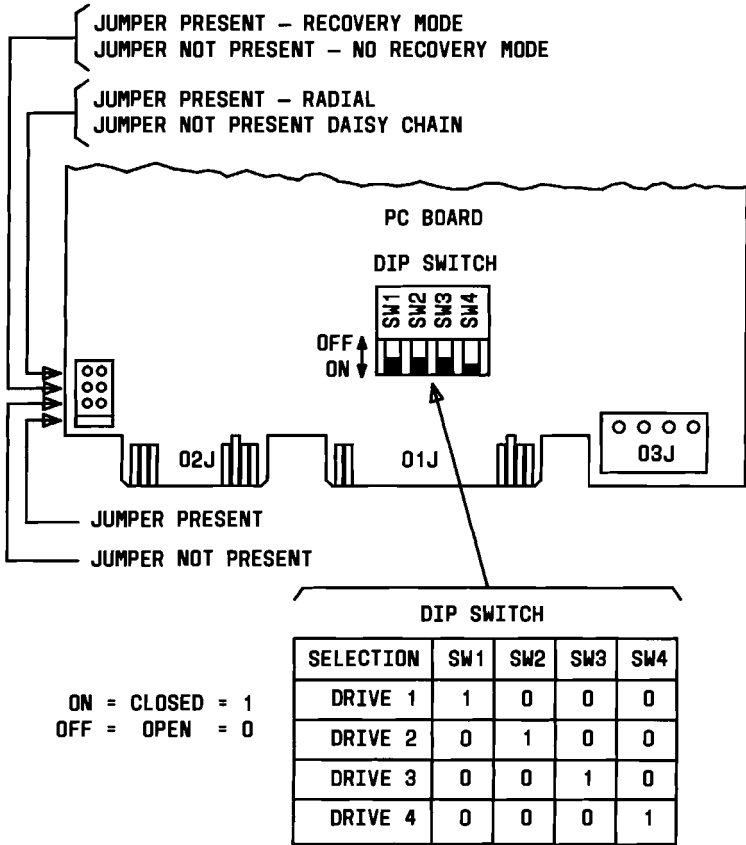 JUMPER PRESENT – RECOVERY MODE
JUMPER NOT PRESENT – NO RECOVERY MODE
JUMPER PRESENT – RADIAL
JUMPER NOT PRESENT DAISY CHAIN
PC BOARD
DIP SWITCH
SW1 SW2 SW3 SW4
OFF
ON
02J 01J 03J
JUMPER PRESENT
JUMPER NOT PRESENT
DIP SWITCH
SELECTION SW1 SW2 SW3 SW4
DRIVE 1 1 0 0 0
DRIVE 2 0 1 0 0
DRIVE 3 0 0 1 0
DRIVE 4 0 0 0 1
ON = CLOSED = 1
OFF = OPEN = 0